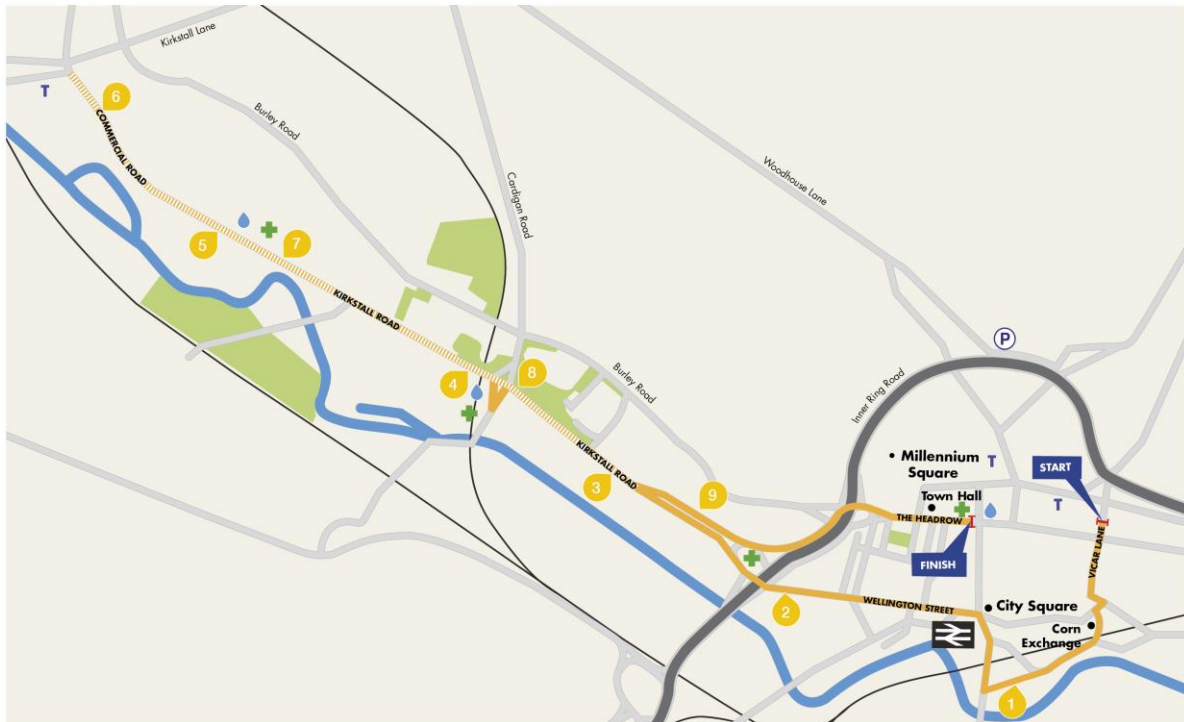 Kirkstall Lane
6
T
COMMERCIAL ROAD
Burley Road
Woodhouse Lane
Cardigan Road
5
7
KIRKSTALL ROAD
P
4
8
Burley Road
Inner Ring Road
KIRKSTALL ROAD
3
9
Millennium
Square
T
START
Town Hall
T
THE HEADROW
FINISH
VICAR LANE
2
WELLINGTON STREET
City Square
Corn
Exchange
1